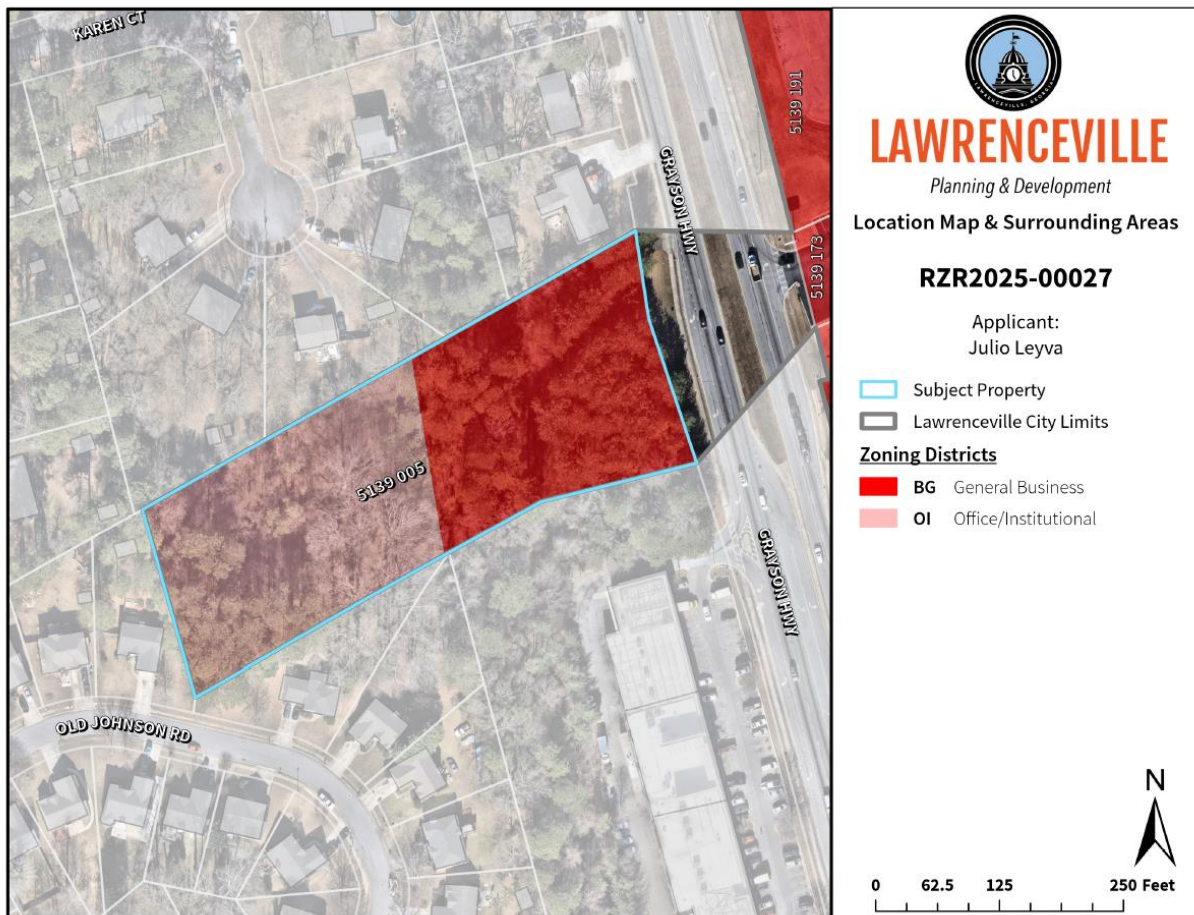 KAREN CT
GRAYSON HWY
5139 191
5139 173
5139 005
GRAYSON HWY
OLD JOHNSON RD
LAWRENCEVILLE, GEORGIA
LAWRENCEVILLE
Planning & Development
Location Map & Surrounding Areas
RZR2025-00027
Applicant:
Julio Leyva
Subject Property
Lawrenceville City Limits
Zoning Districts
BG General Business
OI Office/Institutional
N
0 62.5 125 250 Feet